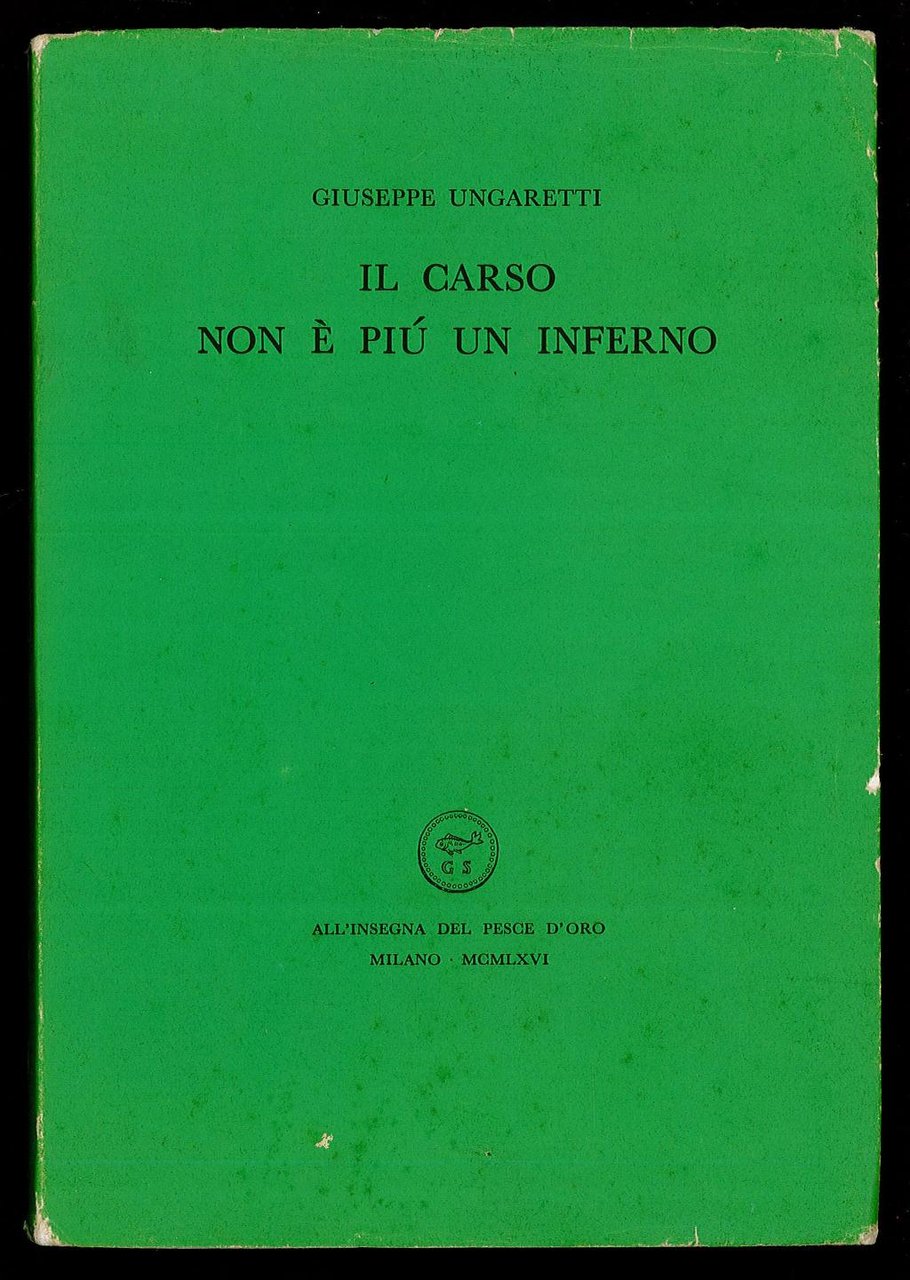 GIUSEPPE UNGARETTI
IL CARSO
NON È PIÚ UN INFERNO
G S
ALL'INSEGNA DEL PESCE D'ORO
MILANO · MCMLXVI